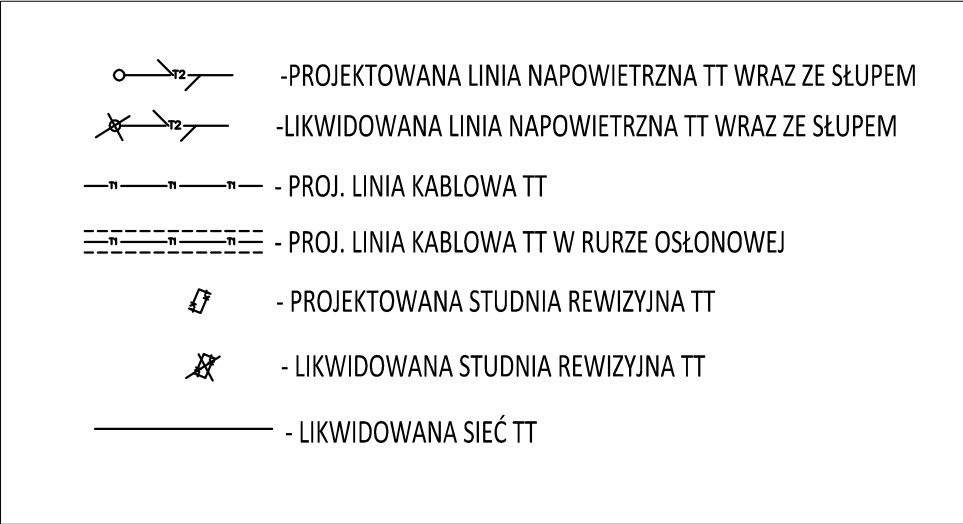 T2 -PROJEKTOWANA LINIA NAPOWIETRZNA TT WRAZ ZE SŁUPEM
T2 -LIKWIDOWANA LINIA NAPOWIETRZNA TT WRAZ ZE SŁUPEM
T1 T1 T1 - PROJ. LINIA KABLOWA TT
T1 T1 T1 - PROJ. LINIA KABLOWA TT W RURZE OSŁONOWEJ
- PROJEKTOWANA STUDNIA REWIZYJNA TT
- LIKWIDOWANA STUDNIA REWIZYJNA TT
- LIKWIDOWANA SIEĆ TT